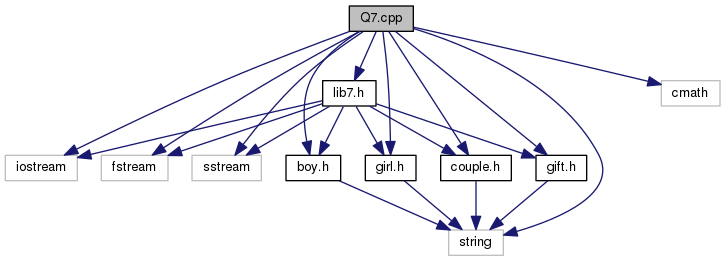 Q7.cpp
lib7.h
cmath
iostream
fstream
sstream
boy.h
girl.h
couple.h
gift.h
string